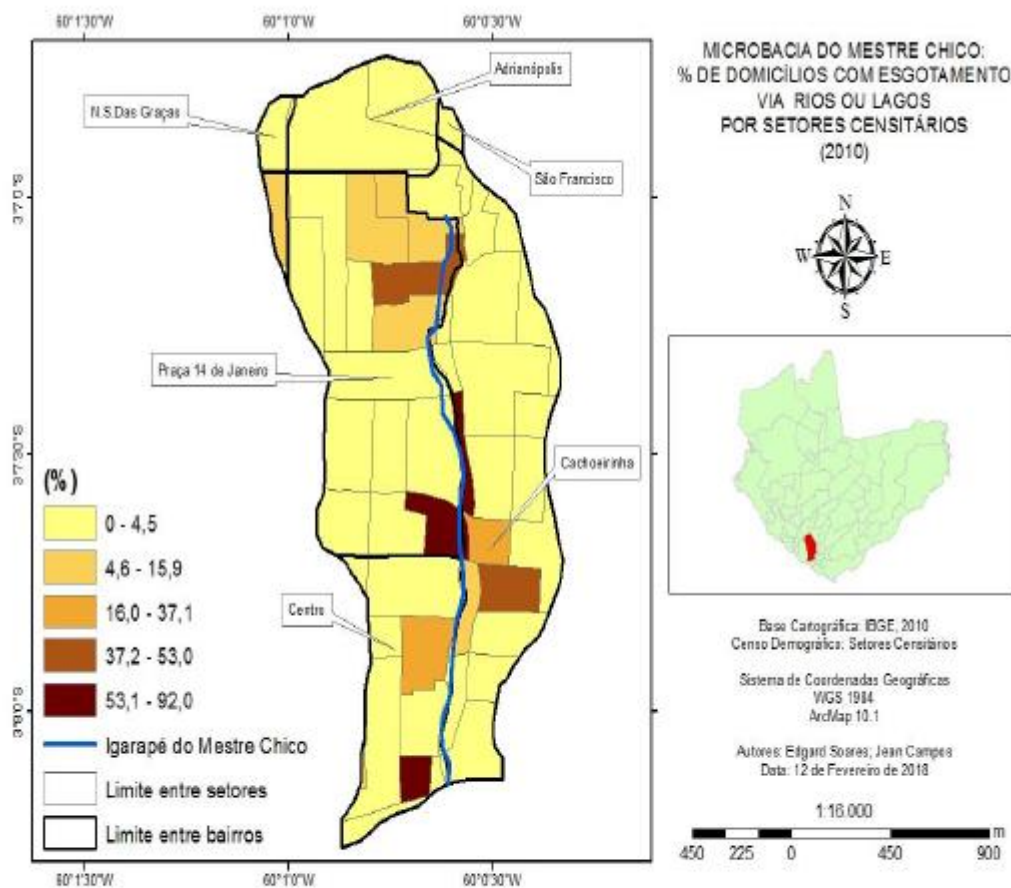 60°1'30"W
60°1'0"W
60°0'30"W
MICROBACIA DO MESTRE CHICO:
% DE DOMICÍLIOS COM ESGOTAMENTO
VIA RIOS OU LAGOS
POR SETORES CENSITÁRIOS
(2010)
N
W
E
S
Adrianópolis
N.S.Das Graças
São Francisco
3°7'0"S
Praça 14 de Janeiro
3°7'30"S
Cachoeirinha
Centro
3°8'0"S
(%)
0 - 4,5
4,6 - 15,9
16,0 - 37,1
37,2 - 53,0
53,1 - 92,0
Igarapé do Mestre Chico
Limite entre setores
Limite entre bairros
60°1'30"W
60°1'0"W
60°0'30"W
Base Cartográfica: IBGE, 2010
Censo Demográfico: Setores Censitários
Sistema de Coordenadas Geográficas
WGS 1984
ArcMap 10.1
Autores: Edgard Soares; Jean Campos
Data: 12 de Fevereiro de 2018
1:16.000
m
450 225 0 450 900